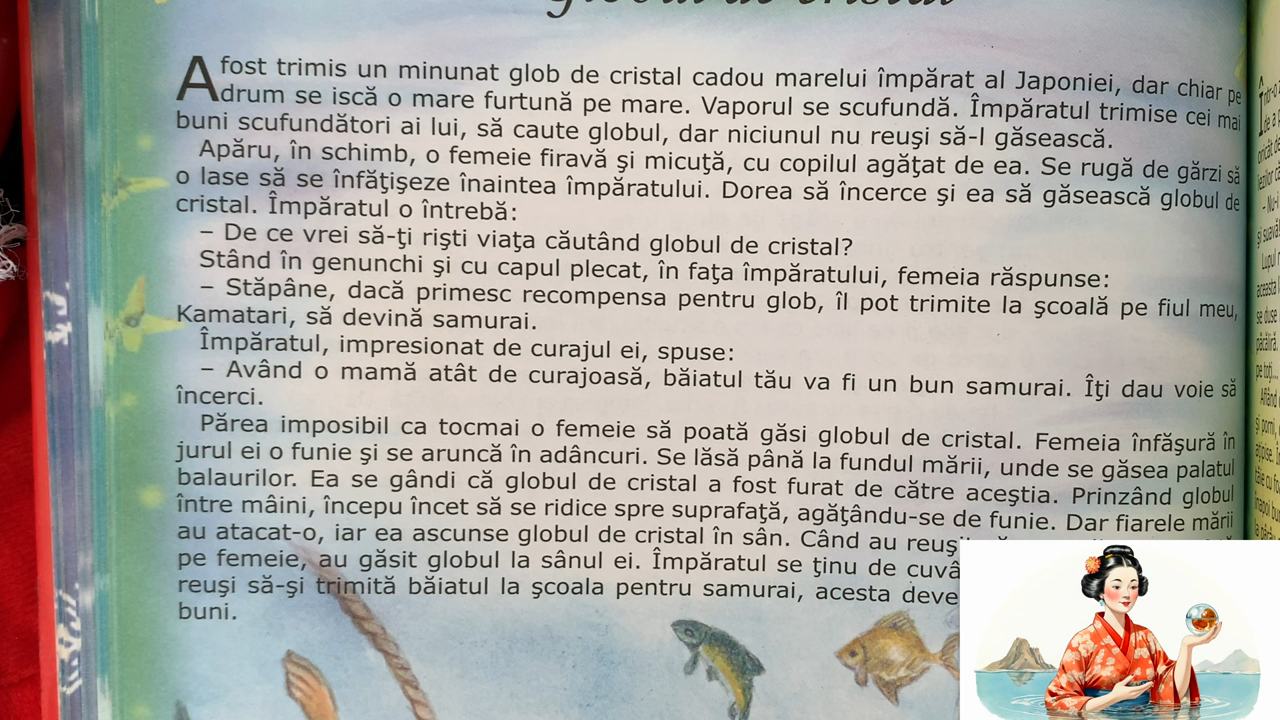 Globul de cristal
A fost trimis un minunat glob de cristal cadou marelui împărat al Japoniei, dar chiar pe
drum se iscă o mare furtună pe mare. Vaporul se scufundă. Împăratul trimise cei mai
buni scufundători ai lui, să caute globul, dar niciunul nu reuşi să-l găsească.
Apăru, în schimb, o femeie firavă şi micuţă, cu copilul agăţat de ea. Se rugă de gărzi să
o lase să se înfăţişeze înaintea împăratului. Dorea să încerce şi ea să găsească globul de
cristal. Împăratul o întrebă:
– De ce vrei să-ţi rişti viaţa căutând globul de cristal?
Stând în genunchi şi cu capul plecat, în faţa împăratului, femeia răspunse:
– Stăpâne, dacă primesc recompensa pentru glob, îl pot trimite la şcoală pe fiul meu,
Kamatari, să devină samurai.
Împăratul, impresionat de curajul ei, spuse:
– Având o mamă atât de curajoasă, băiatul tău va fi un bun samurai. Îţi dau voie să
încerci.
Părea imposibil ca tocmai o femeie să poată găsi globul de cristal. Femeia înfăşură în
jurul ei o funie şi se aruncă în adâncuri. Se lăsă până la fundul mării, unde se găsea palatul
balaurilor. Ea se gândi că globul de cristal a fost furat de către aceştia. Prinzând globul
între mâini, începu încet să se ridice spre suprafaţă, agăţându-se de funie. Dar fiarele mării
au atacat-o, iar ea ascunse globul de cristal în sân. Când au
pe femeie, au găsit globul la sânul ei. Împăratul se ţinu de
reuşi să-şi trimită băiatul la şcoala pentru samurai, acesta
buni.